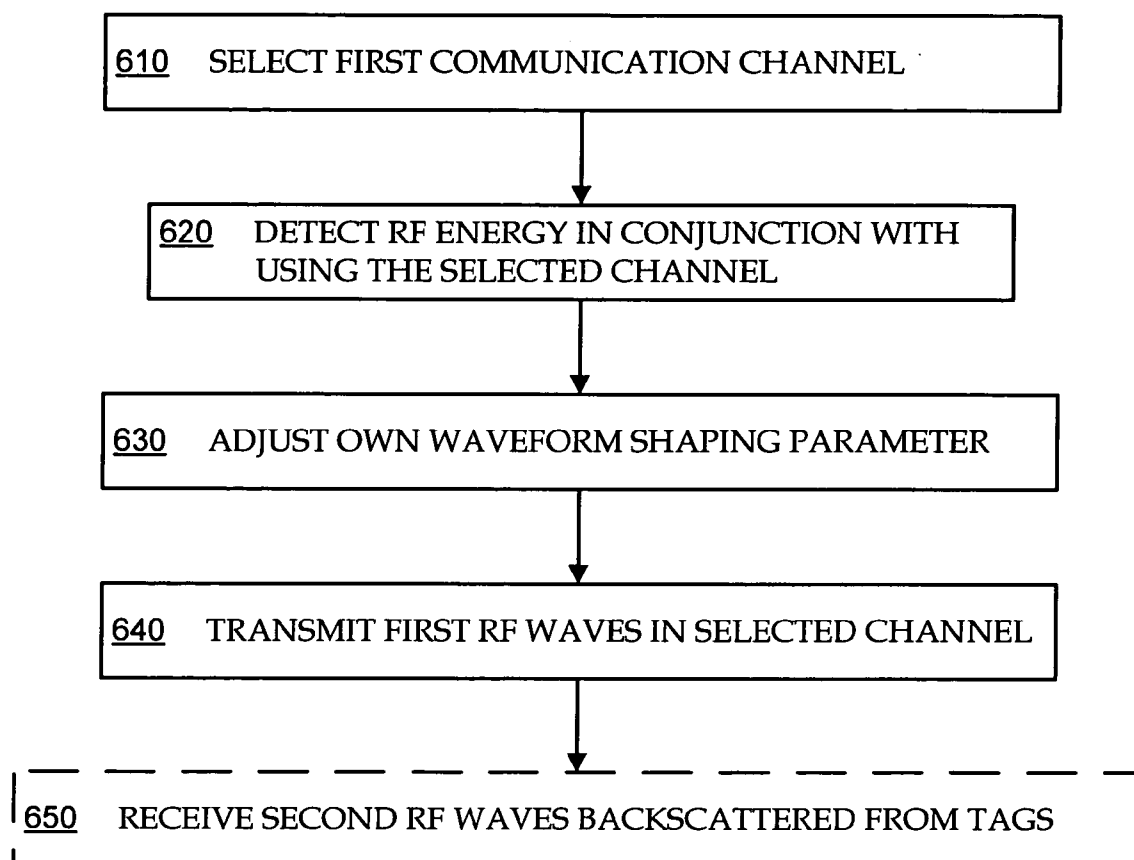 610 SELECT FIRST COMMUNICATION CHANNEL
620 DETECT RF ENERGY IN CONJUNCTION WITH
USING THE SELECTED CHANNEL
630 ADJUST OWN WAVEFORM SHAPING PARAMETER
640 TRANSMIT FIRST RF WAVES IN SELECTED CHANNEL
650 RECEIVE SECOND RF WAVES BACKSCATTERED FROM TAGS